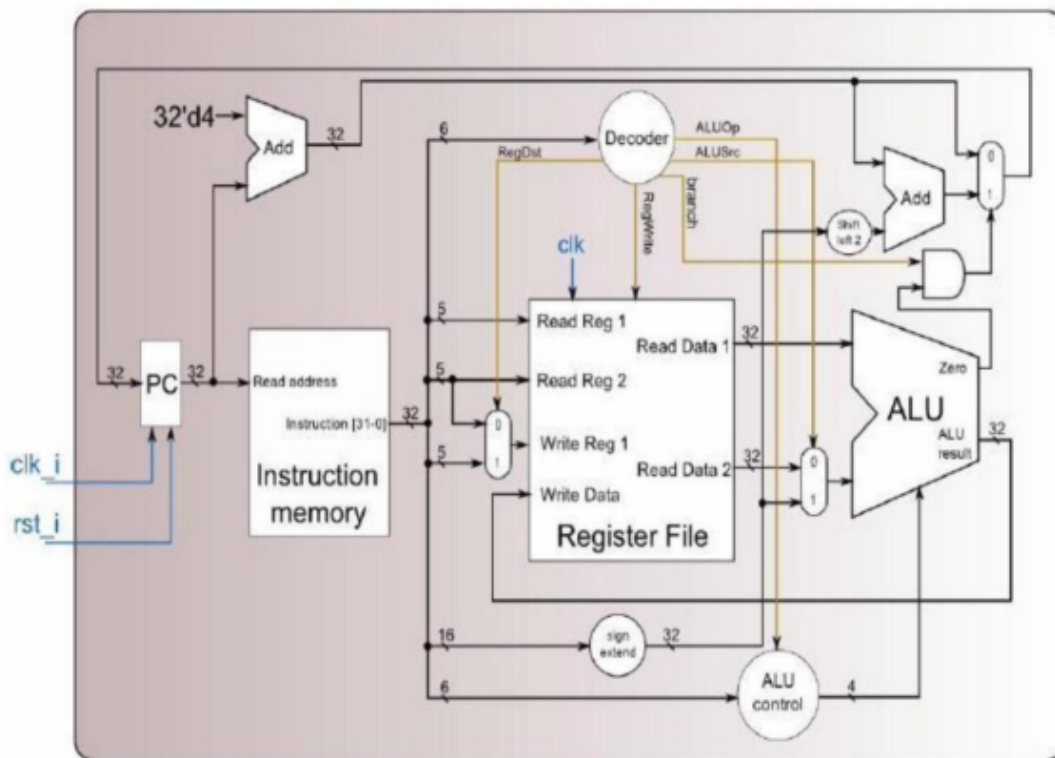 32'd4
Add
32
6
Decoder
ALUOp
RegDst
ALUSrc
branch
RegWrite
0
1
Add
Shift
left 2
clk
5
Read Reg 1
Read Data 1
32
32
PC
32
Read address
5
Read Reg 2
Zero
ALU
Instruction [31-0]
32
0
1
Write Reg 1
5
ALU
result
32
Read Data 2
32
0
1
clk_i
Instruction
memory
Write Data
Register File
rst_i
16
sign
extend
32
6
ALU
control
4